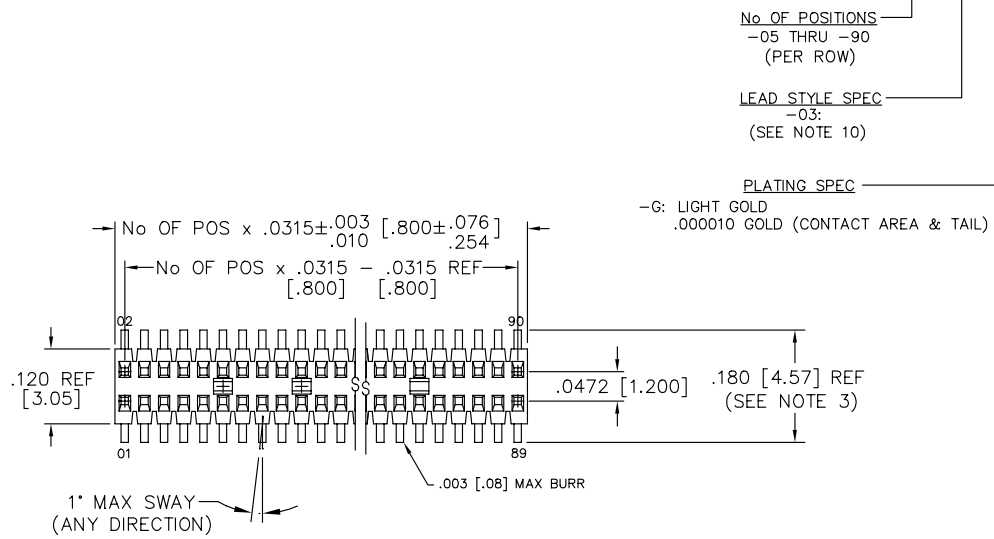 No OF POSITIONS
-05 THRU -90
(PER ROW)
LEAD STYLE SPEC
-03:
(SEE NOTE 10)
PLATING SPEC
-G: LIGHT GOLD
.000010 GOLD (CONTACT AREA & TAIL)
No OF POS x .0315±.003 [.800±.076]
.010 .254
No OF POS x .0315 - .0315 REF
[.800] [.800]
02
90
.120 REF
[3.05]
S
S
.0472 [1.200]
.180 [4.57] REF
(SEE NOTE 3)
01
89
.003 [.08] MAX BURR
1° MAX SWAY
(ANY DIRECTION)